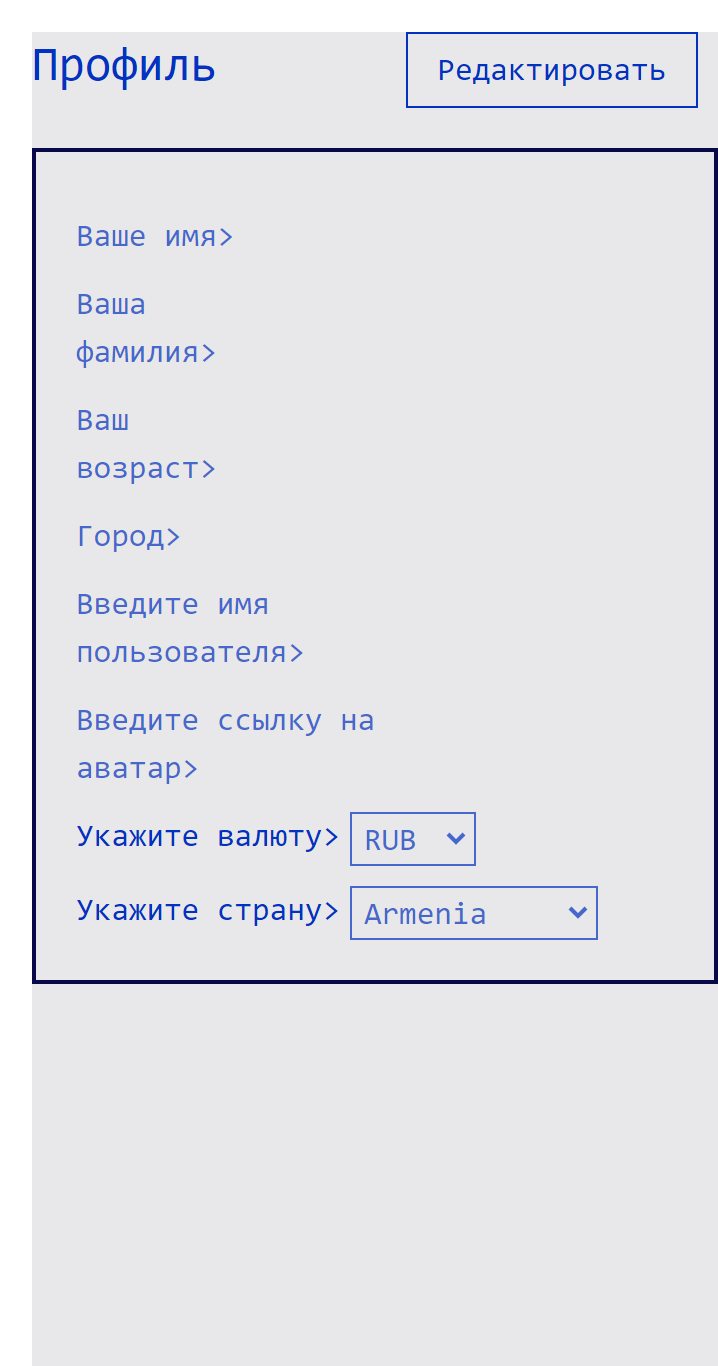 Профиль
Редактировать
Ваше имя>
Ваша
фамилия>
Ваш
возраст>
Город>
Введите имя
пользователя>
Введите ссылку на
аватар>
Укажите валюту> RUB
Укажите страну> Armenia